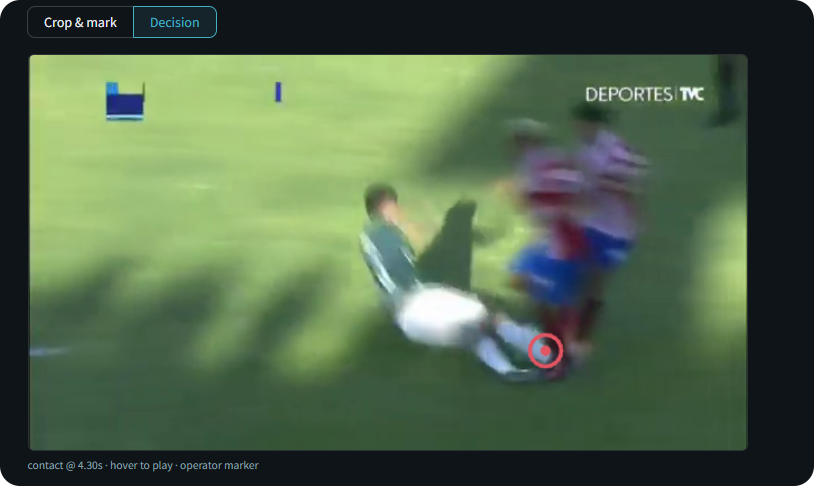 Crop & mark
Decision
DEPORTES TVC
contact @ 4.30s · hover to play · operator marker